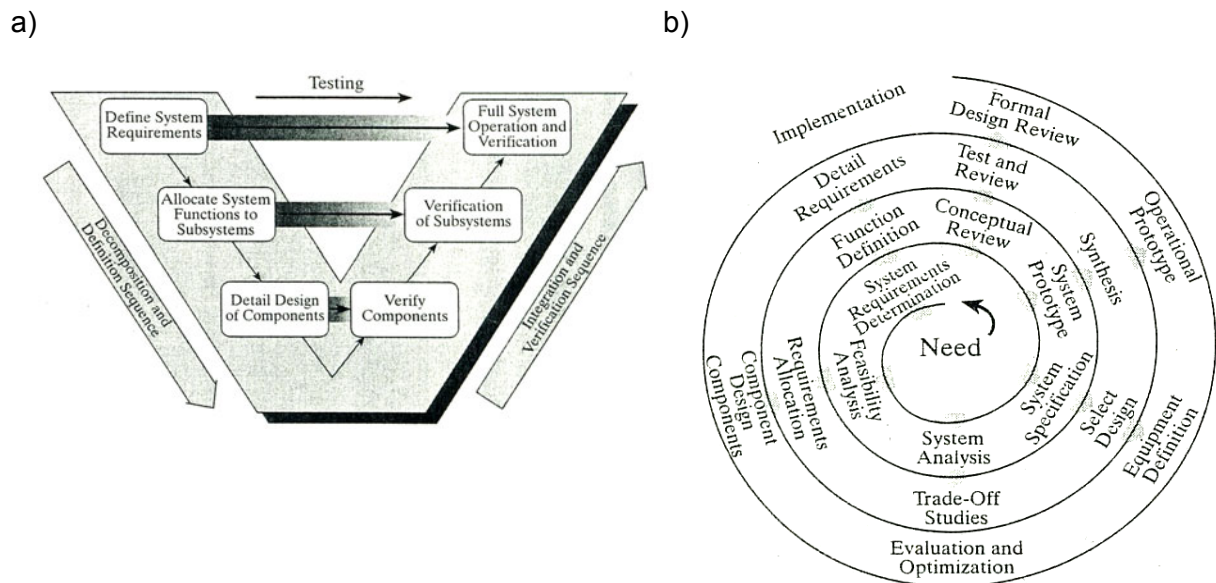 a)
Testing
Define System
Requirements
Full System
Operation and
Verification
Allocate System
Functions to
Subsystems
Verification
of Subsystems
Detail Design
of Components
Verify
Components
Decomposition and
Definition Sequence
Integration and
Verification Sequence
b)
Implementation
Formal
Design Review
Detail
Requirements
Test and
Review
Function
Definition
Conceptual
Review
Operational
Prototype
Synthesis
System
Prototype
System
Requirements
Determination
Need
Feasibility
Analysis
Requirements
Allocation
Component
Design
Components
System
Specification
Select
Design
Equipment
Definition
System
Analysis
Trade-Off
Studies
Evaluation and
Optimization